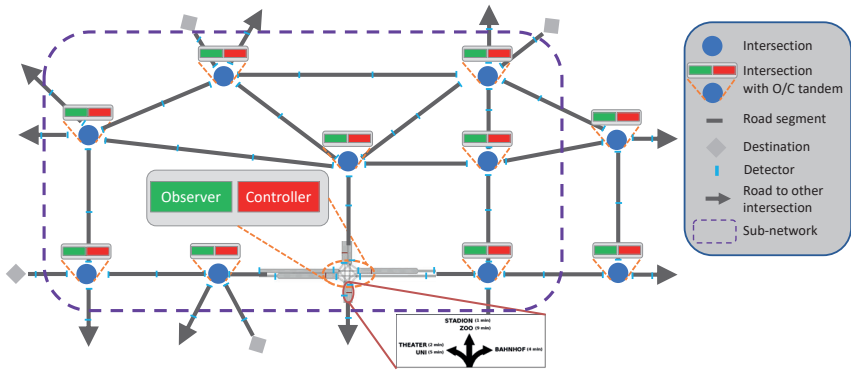 Intersection
Intersection
with O/C tandem
Road segment
Destination
Detector
Road to other
intersection
Sub-network
Observer
Controller
STADION (1 min)
ZOO (9 min)
THEATER (2 min)
UNI (5 min)
BAHNHOF (4 min)